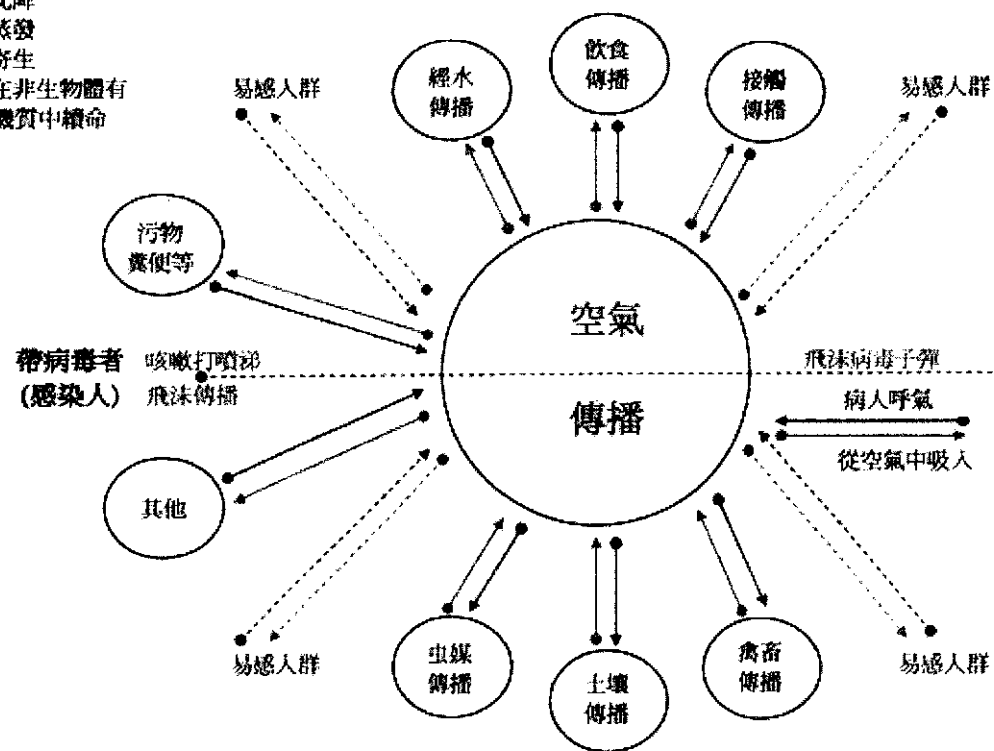 蒸發
寄生
在非生物體有
機質中續命
易感人群
經水
傳播
飲食
傳播
接觸
傳播
易感人群
污物
糞便等
空氣
傳播
帶病毒者
(感染人)
咳嗽打噴涕
飛沫傳播
飛沫病毒子彈
病人呼氣
從空氣中吸入
其他
易感人群
虫媒
傳播
土壤
傳播
禽畜
傳播
易感人群